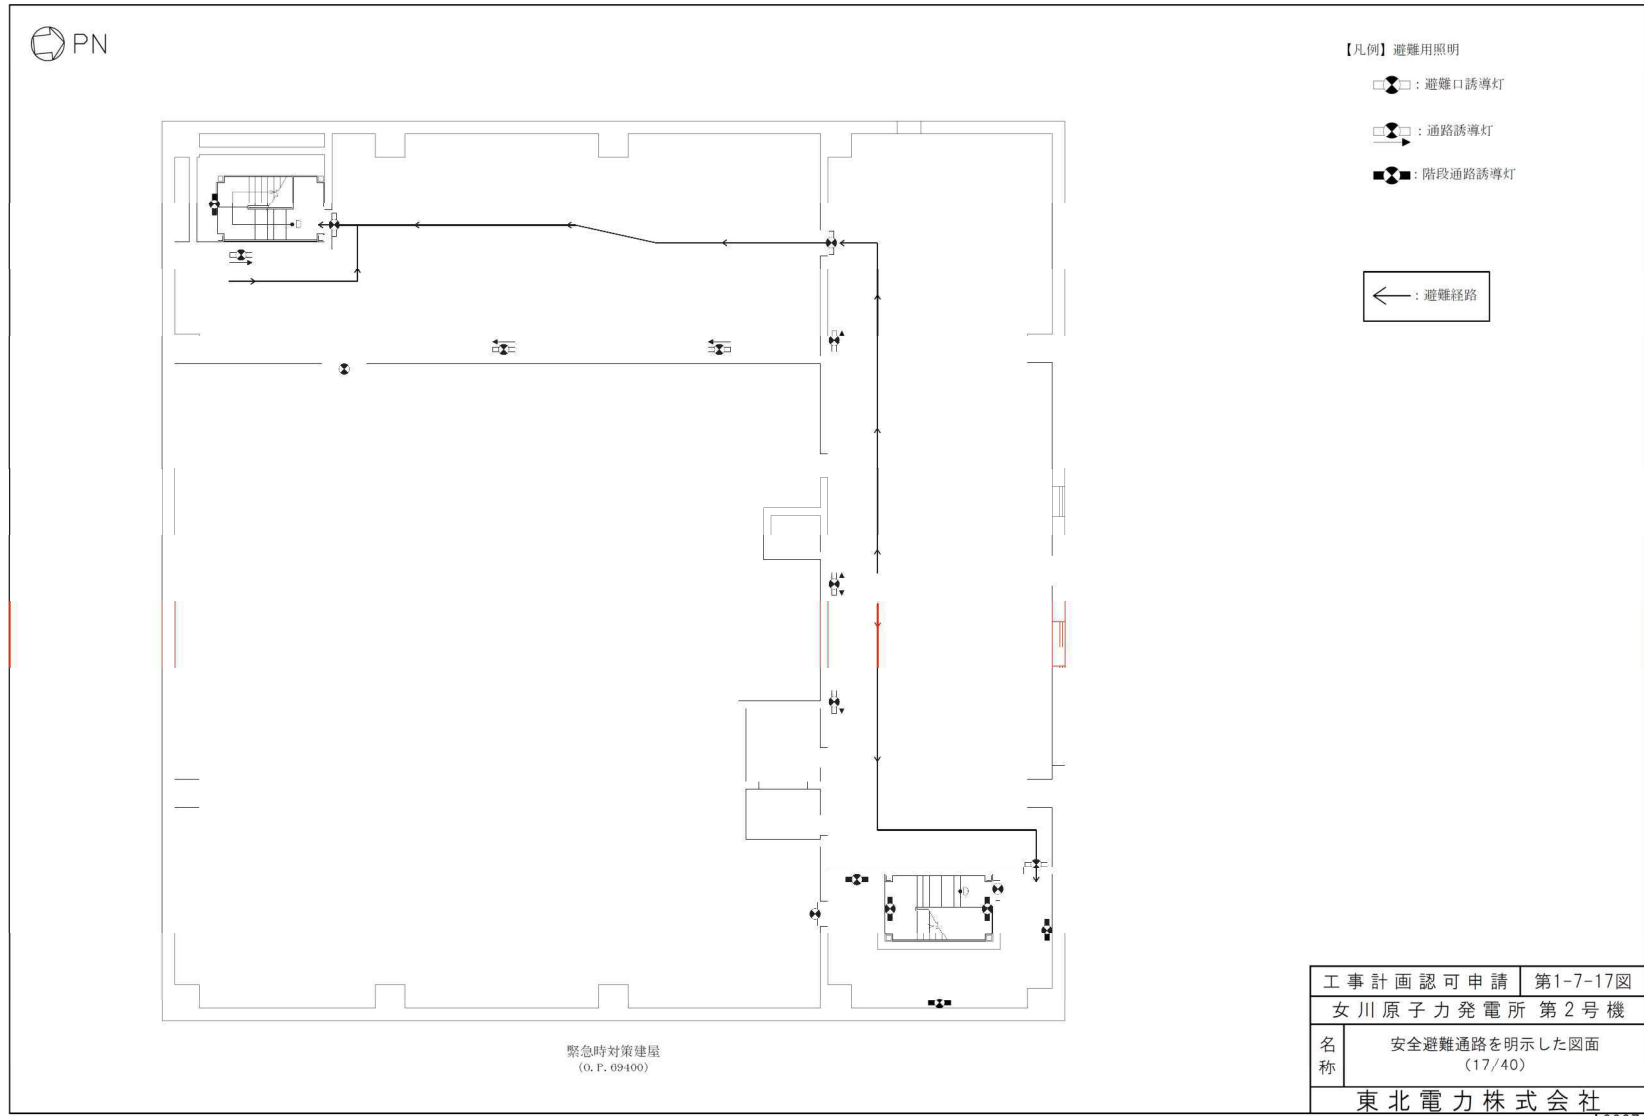 PN
【凡例】避難用照明
：避難口誘導灯
：通路誘導灯
：階段通路誘導灯
：避難経路
緊急時対策建屋
(O.P. 69400)
工事計画認可申請 第1-7-17図
女川原子力発電所 第2号機
名称 安全避難通路を明示した図面
(17/40)
東北電力株式会社